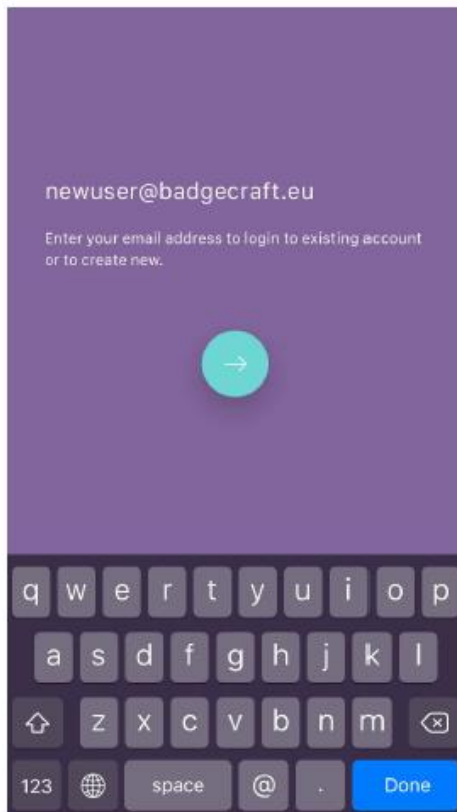 newuser@badgecraft.eu
Enter your email address to login to existing account
or to create new.
q w e r t y u i o p
a s d f g h j k l
z x c v b n m
123 space @ . Done